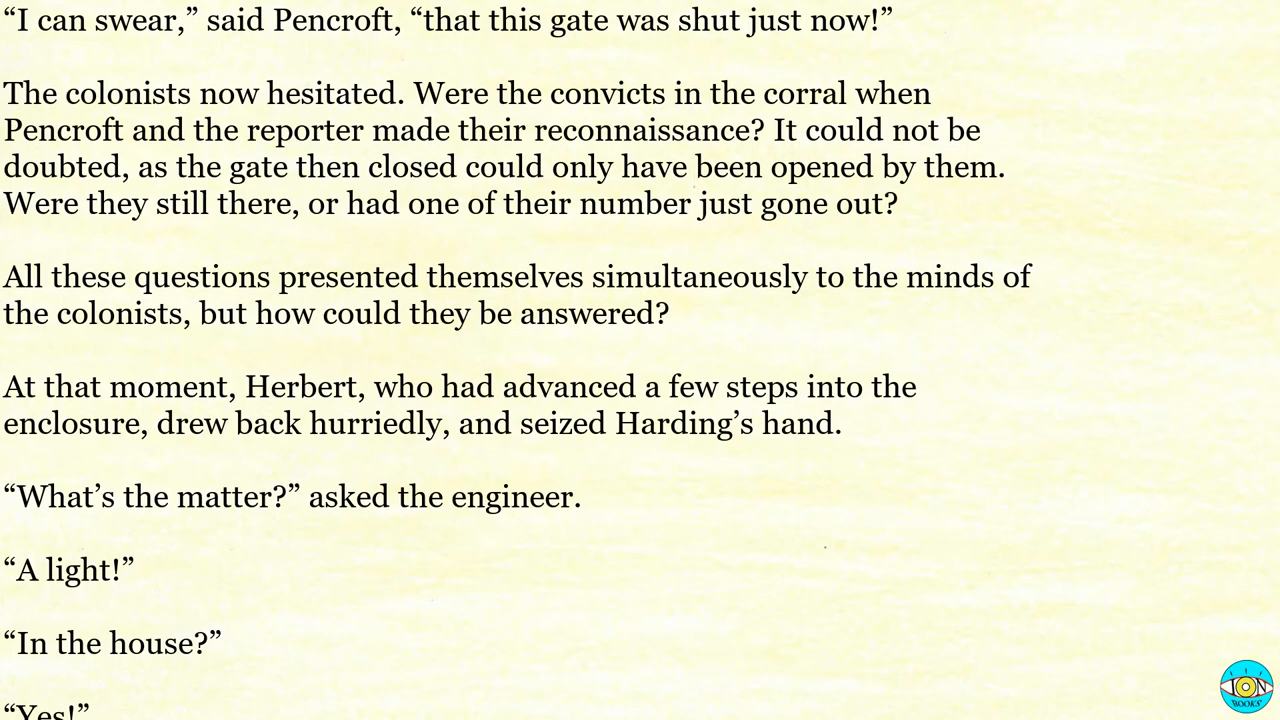 “I can swear,” said Pencroft, “that this gate was shut just now!”
The colonists now hesitated. Were the convicts in the corral when
Pencroft and the reporter made their reconnaissance? It could not be
doubted, as the gate then closed could only have been opened by them.
Were they still there, or had one of their number just gone out?
All these questions presented themselves simultaneously to the minds of
the colonists, but how could they be answered?
At that moment, Herbert, who had advanced a few steps into the
enclosure, drew back hurriedly, and seized Harding’s hand.
“What’s the matter?” asked the engineer.
“A light!”
“In the house?”
“Yes!”
ION
BOOKS